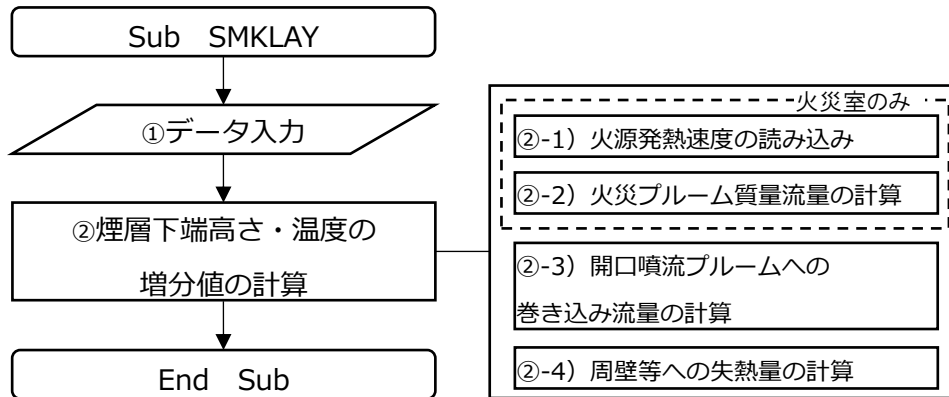 Sub SMKLAY
①データ入力
②煙層下端高さ・温度の
増分値の計算
End Sub
火災室のみ
②-1）火源発熱速度の読み込み
②-2）火災プルーム質量流量の計算
②-3）開口噴流プルームへの
巻き込み流量の計算
②-4）周壁等への失熱量の計算